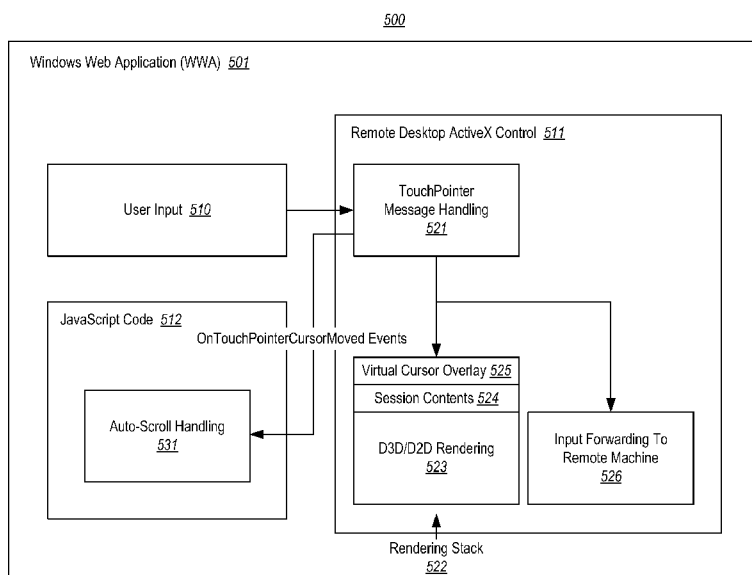 500
Windows Web Application (WWA) 501
Remote Desktop ActiveX Control 511
User Input 510
TouchPointer
Message Handling
521
JavaScript Code 512
OnTouchPointerCursorMoved Events
Virtual Cursor Overlay 525
Session Contents 524
Auto-Scroll Handling
531
D3D/D2D Rendering
523
Input Forwarding To
Remote Machine
526
Rendering Stack
522